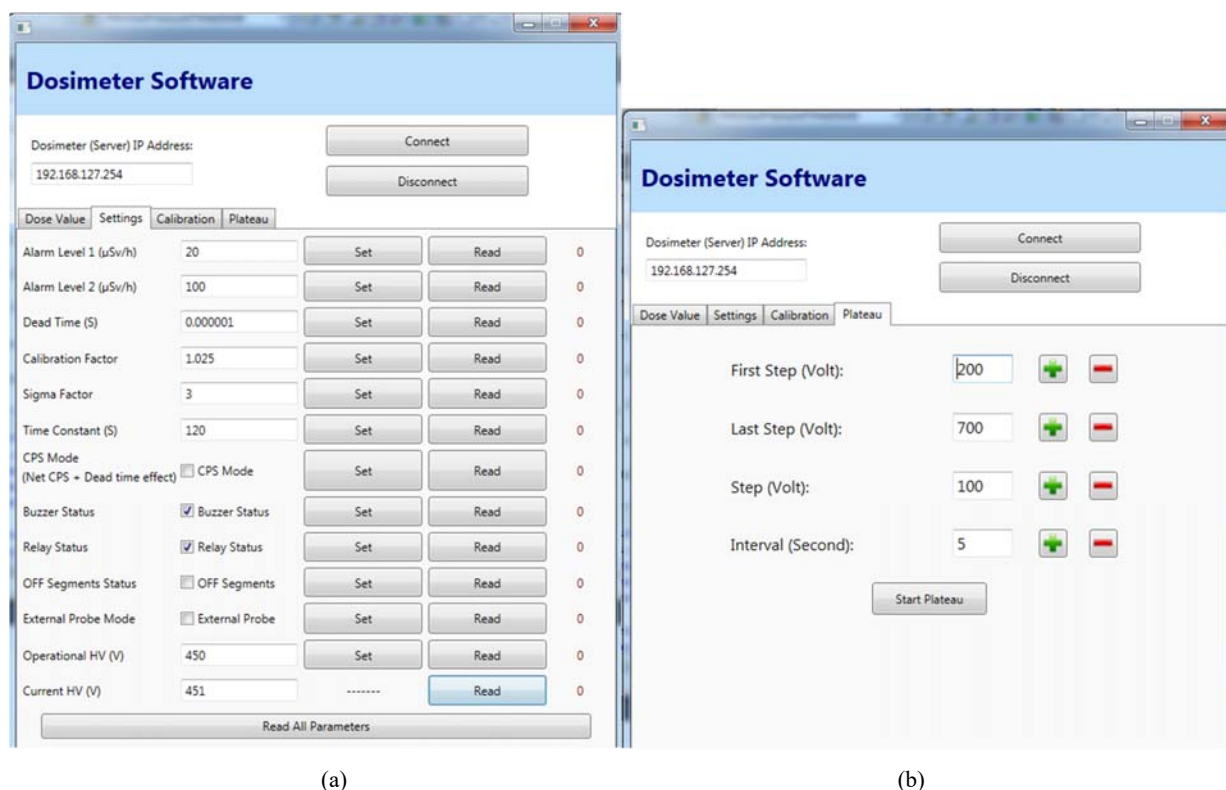 Dosimeter Software
Dosimeter (Server) IP Address:
Connect
192.168.127.254
Disconnect
Dose Value Settings Calibration Plateau
Alarm Level 1 (µSv/h) 20 Set Read 0
Alarm Level 2 (µSv/h) 100 Set Read 0
Dead Time (S) 0.000001 Set Read 0
Calibration Factor 1.025 Set Read 0
Sigma Factor 3 Set Read 0
Time Constant (S) 120 Set Read 0
CPS Mode
(Net CPS + Dead time effect) CPS Mode Set Read 0
Buzzer Status Buzzer Status Set Read 0
Relay Status Relay Status Set Read 0
OFF Segments Status OFF Segments Set Read 0
External Probe Mode External Probe Set Read 0
Operational HV (V) 450 Set Read 0
Current HV (V) 451 ------- Read 0
Read All Parameters
(a)
Dosimeter Software
Dosimeter (Server) IP Address:
Connect
192.168.127.254
Disconnect
Dose Value Settings Calibration Plateau
First Step (Volt): 200
Last Step (Volt): 700
Step (Volt): 100
Interval (Second): 5
Start Plateau
(b)